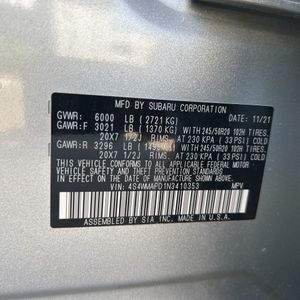 MFD BY SUBARU CORPORATION 11/21
GVWR: 6000 LB (2721 KG)
GAWR:F 3021 LB (1370 KG) WITH 245/50R20 102H TIRES,
20X7 1/2J RIMS, AT 230 KPA (33 PSI) COLD
GAWR:R 3296 LB (1495 KG) WITH 245/50R20 102H TIRES,
20X7 1/2J RIMS, AT 230 KPA (33 PSI) COLD
THIS VEHICLE CONFORMS TO ALL APPLICABLE
FEDERAL MOTOR VEHICLE SAFETY
STANDARDS IN EFFECT ON THE DATE OF
MANUFACTURE SHOWN ABOVE.
VIN: 4S4WMAPD1N3410353 MPV
ASSEMBLED BY SIA INC. MADE IN U.S.A.